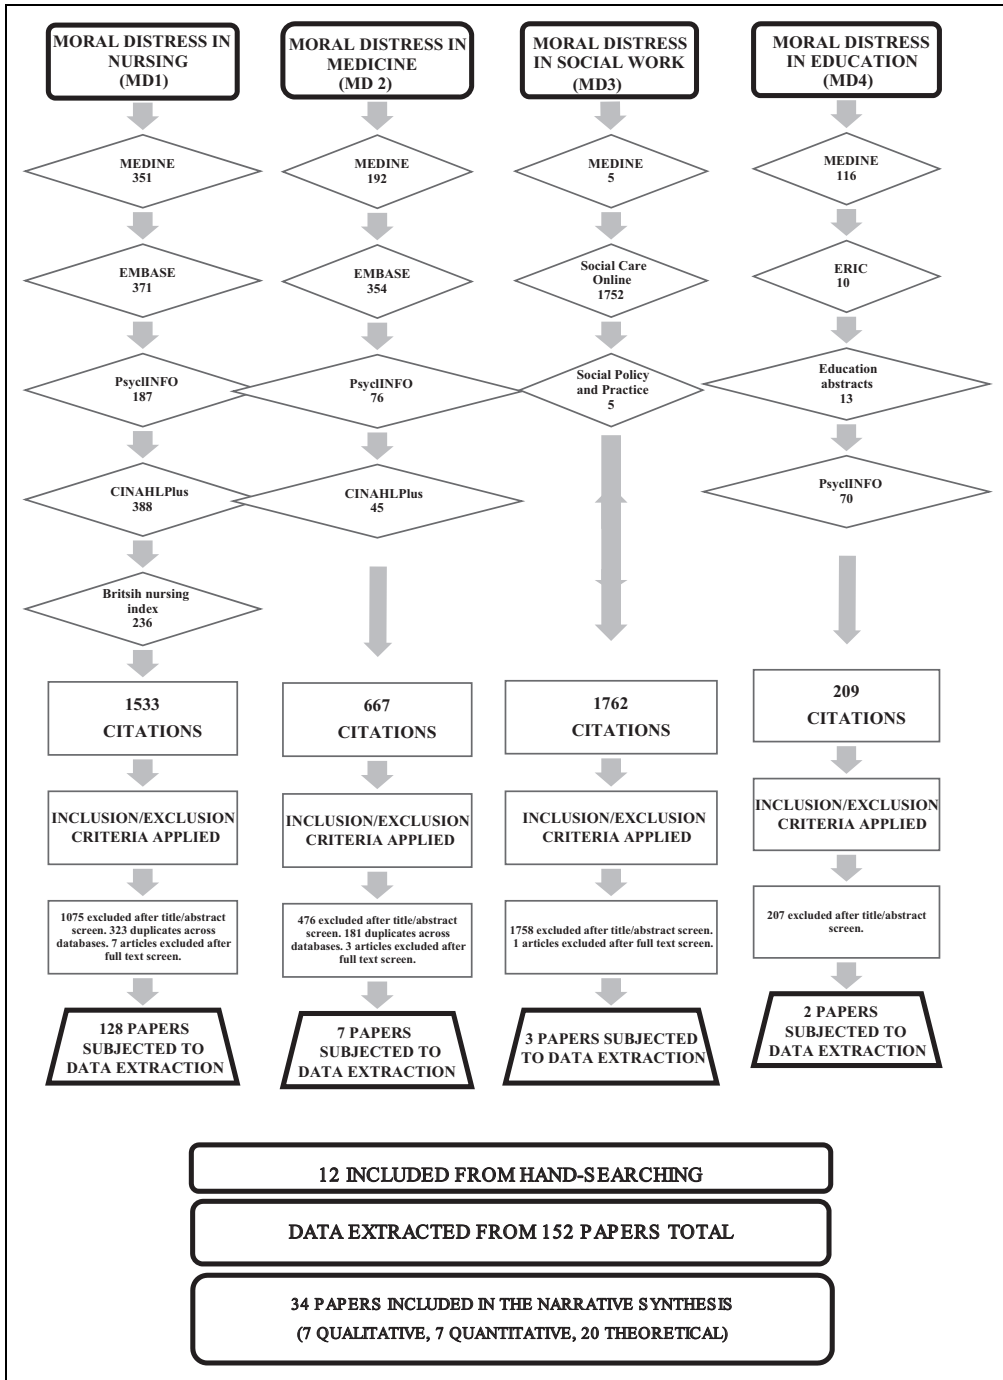 MORAL DISTRESS IN
NURSING
(MD1)
MEDINE
351
EMBASE
371
PsyclINFO
187
CINAHLPlus
388
Britsih nursing
index
236
1533
CITATIONS
INCLUSION/EXCLUSION
CRITERIA APPLIED
1075 excluded after title/abstract
screen. 323 duplicates across
databases. 7 articles excluded after
full text screen.
128 PAPERS
SUBJECTED TO
DATA EXTRACTION
MORAL DISTRESS IN
MEDICINE
(MD 2)
MEDINE
192
EMBASE
354
PsyclINFO
76
CINAHLPlus
45
667
CITATIONS
INCLUSION/EXCLUSION
CRITERIA APPLIED
476 excluded after title/abstract
screen. 181 duplicates across
databases. 3 articles excluded after
full text screen.
7 PAPERS
SUBJECTED TO
DATA EXTRACTION
MORAL DISTRESS
IN SOCIAL WORK
(MD3)
MEDINE
5
Social Care
Online
1752
Social Policy
and Practice
5
1762
CITATIONS
INCLUSION/EXCLUSION
CRITERIA APPLIED
1758 excluded after title/abstract screen.
1 articles excluded after full text screen.
3 PAPERS SUBJECTED
TO DATA EXTRACTION
MORAL DISTRESS
IN EDUCATION
(MD4)
MEDINE
116
ERIC
10
Education
abstracts
13
PsyclINFO
70
209
CITATIONS
INCLUSION/EXCLUSION
CRITERIA APPLIED
207 excluded after title/abstract
screen.
2 PAPERS
SUBJECTED TO
DATA EXTRACTION
12 INCLUDED FROM HAND-SEARCHING
DATA EXTRACTED FROM 152 PAPERS TOTAL
34 PAPERS INCLUDED IN THE NARRATIVE SYNTHESIS
(7 QUALITATIVE, 7 QUANTITATIVE, 20 THEORETICAL)